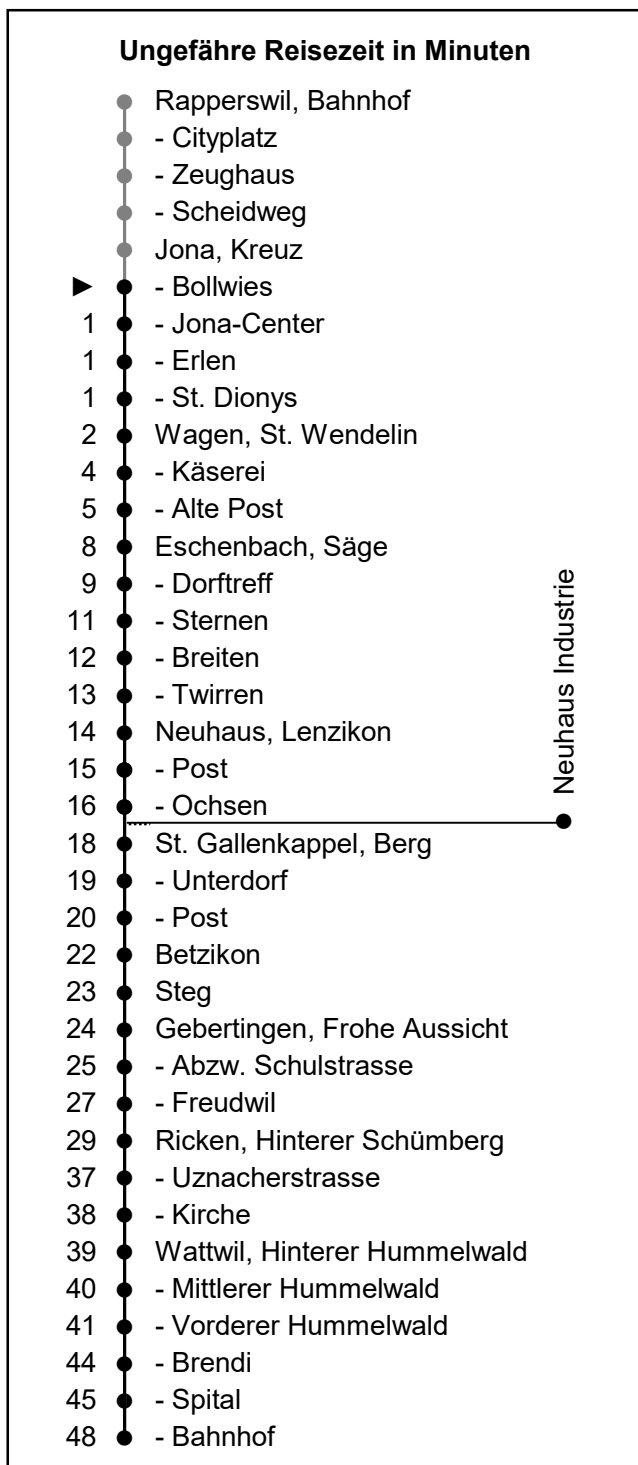 Ungefähre Reisezeit in Minuten
Rapperswil, Bahnhof
- Cityplatz
- Zeughaus
- Scheidweg
Jona, Kreuz
► - Bollwies
1 - Jona-Center
1 - Erlen
1 - St. Dionys
2 Wagen, St. Wendelin
4 - Käserei
5 - Alte Post
8 Eschenbach, Säge
9 - Dorftreff
11 - Sternen
12 - Breiten
13 - Twirren
14 Neuhaus, Lenzikon
15 - Post
16 - Ochsen
Neuhaus Industrie
18 St. Gallenkappel, Berg
19 - Unterdorf
20 - Post
22 Betzikon
23 Steg
24 Gebertingen, Frohe Aussicht
25 - Abzw. Schulstrasse
27 - Freudwil
29 Ricken, Hinterer Schümberg
37 - Uznacherstrasse
38 - Kirche
39 Wattwil, Hinterer Hummelwald
40 - Mittlerer Hummelwald
41 - Vorderer Hummelwald
44 - Brendi
45 - Spital
48 - Bahnhof